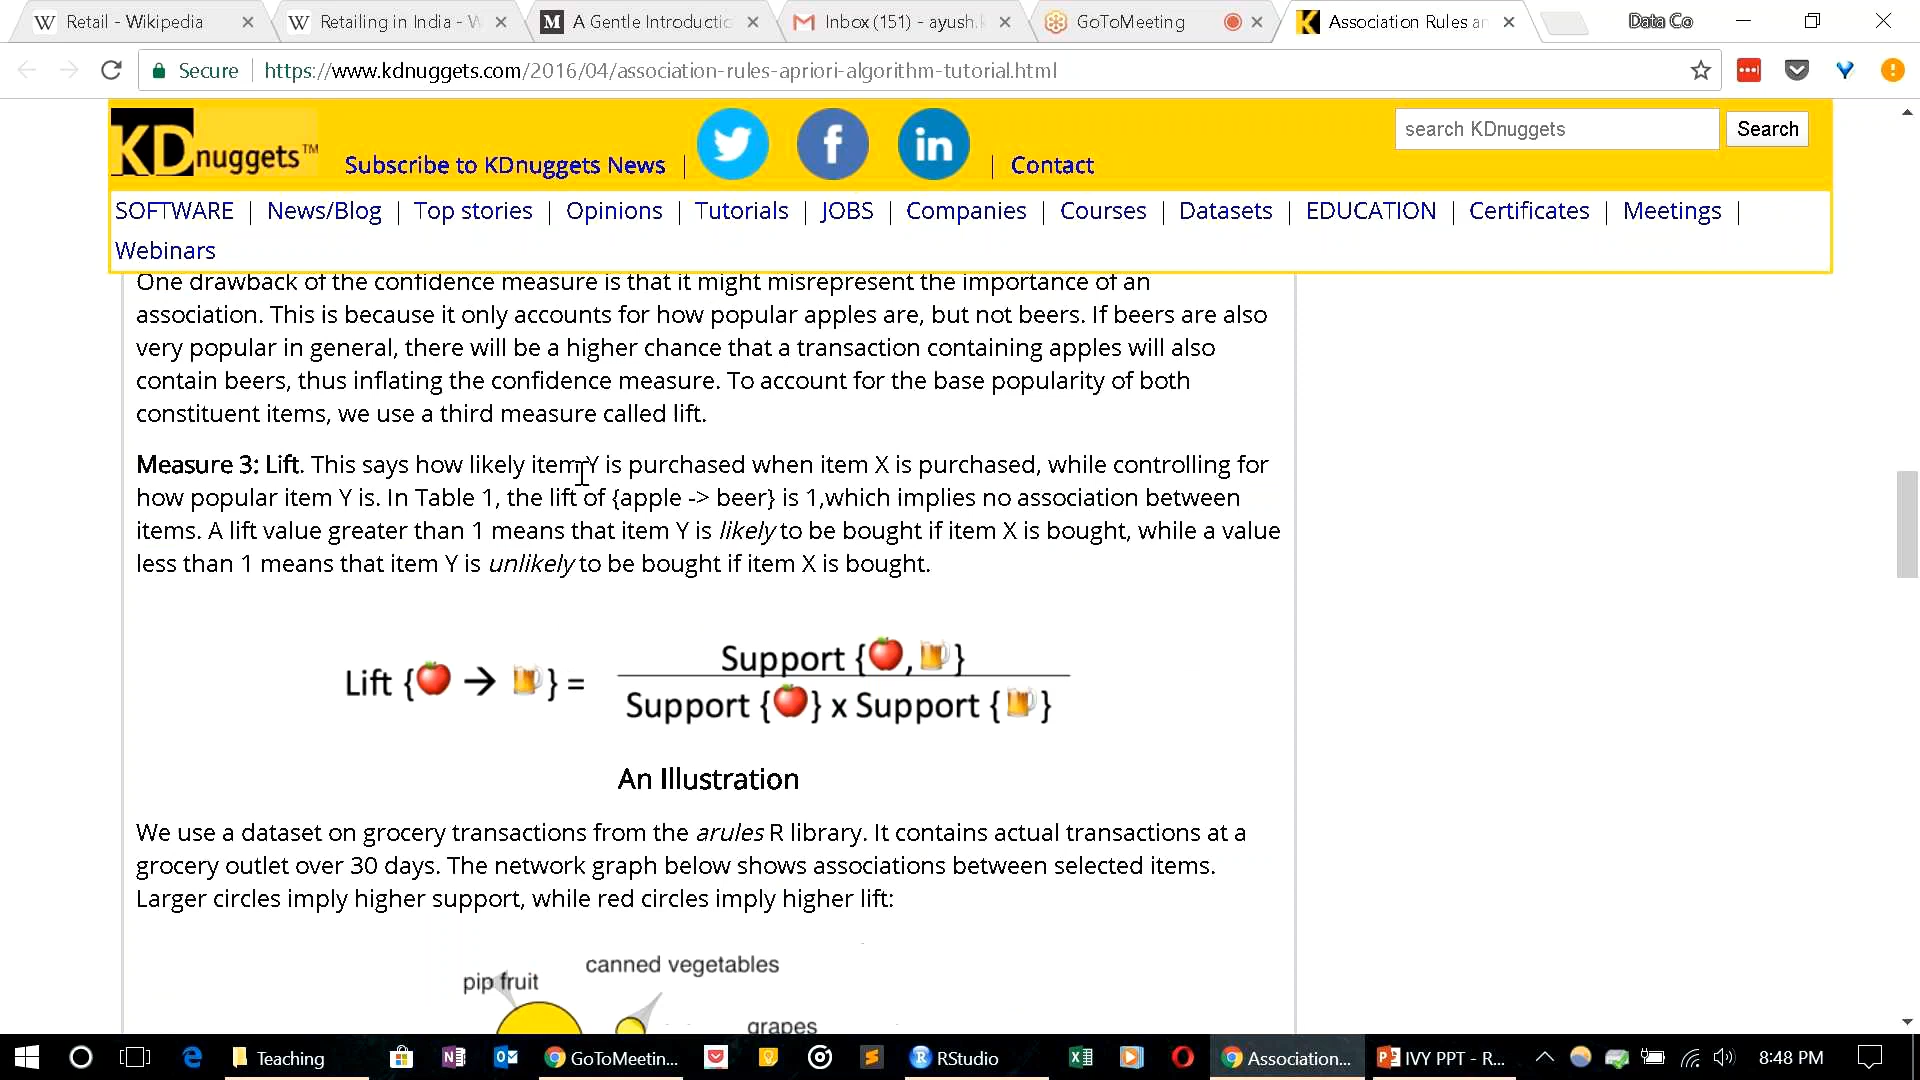 Retail - Wikipedia
Retailing in India - W
A Gentle Introductio
Inbox (151) - ayush.k
GoToMeeting
Association Rules an
Data Co
Secure
https://www.kdnuggets.com/2016/04/association-rules-apriori-algorithm-tutorial.html
KDnuggets™
Subscribe to KDnuggets News |
| Contact
search KDnuggets
Search
SOFTWARE | News/Blog | Top stories | Opinions | Tutorials | JOBS | Companies | Courses | Datasets | EDUCATION | Certificates | Meetings |
Webinars
One drawback of the confidence measure is that it might misrepresent the importance of an
association. This is because it only accounts for how popular apples are, but not beers. If beers are also
very popular in general, there will be a higher chance that a transaction containing apples will also
contain beers, thus inflating the confidence measure. To account for the base popularity of both
constituent items, we use a third measure called lift.
Measure 3: Lift. This says how likely item Y is purchased when item X is purchased, while controlling for
how popular item Y is. In Table 1, the lift of {apple -> beer} is 1,which implies no association between
items. A lift value greater than 1 means that item Y is likely to be bought if item X is bought, while a value
less than 1 means that item Y is unlikely to be bought if item X is bought.
Support {🍎,🍺}
Lift {🍎 → 🍺} =
Support {🍎} x Support {🍺}
An Illustration
We use a dataset on grocery transactions from the arules R library. It contains actual transactions at a
grocery outlet over 30 days. The network graph below shows associations between selected items.
Larger circles imply higher support, while red circles imply higher lift:
canned vegetables
pip fruit
grapes
Teaching
GoToMeetin...
RStudio
Association...
IVY PPT - R...
8:48 PM